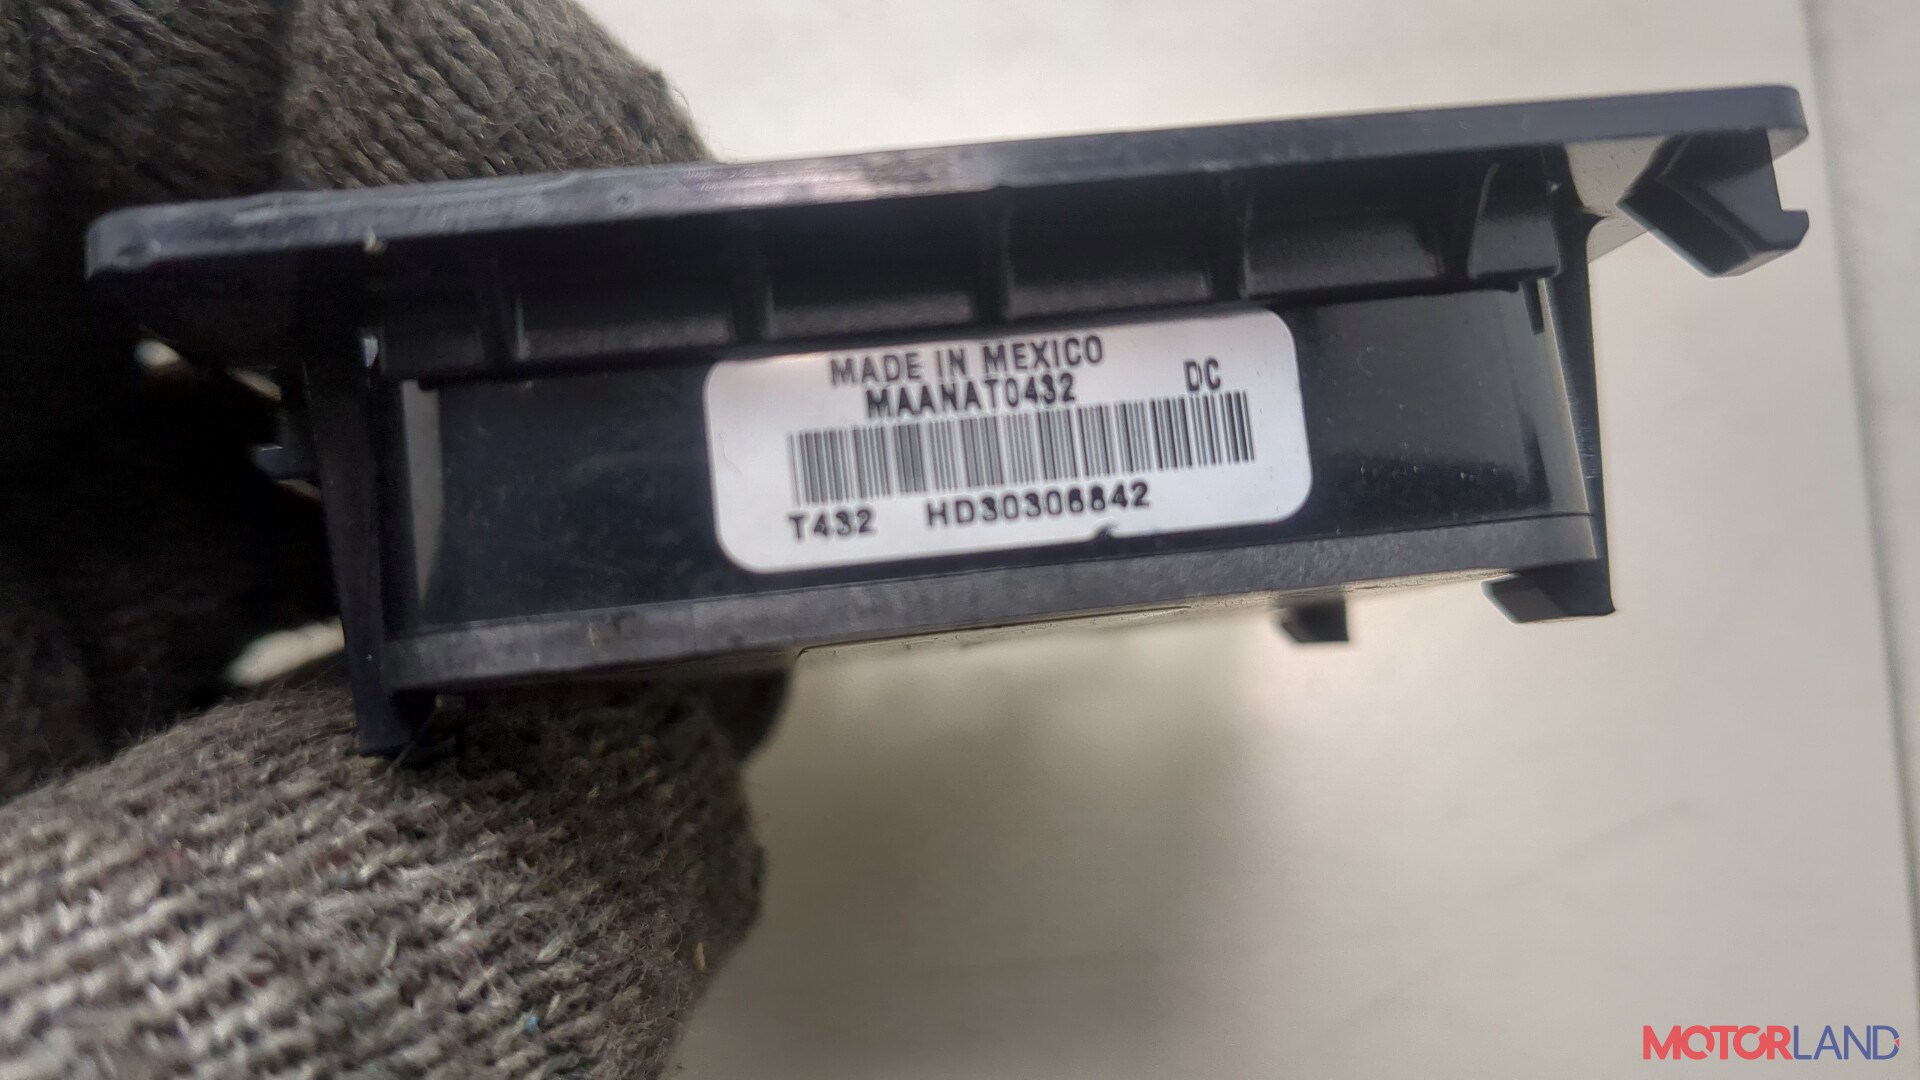 MADE IN MEXICO
MAANAT0432 DC
T432 HD30306842
MOTORLAND